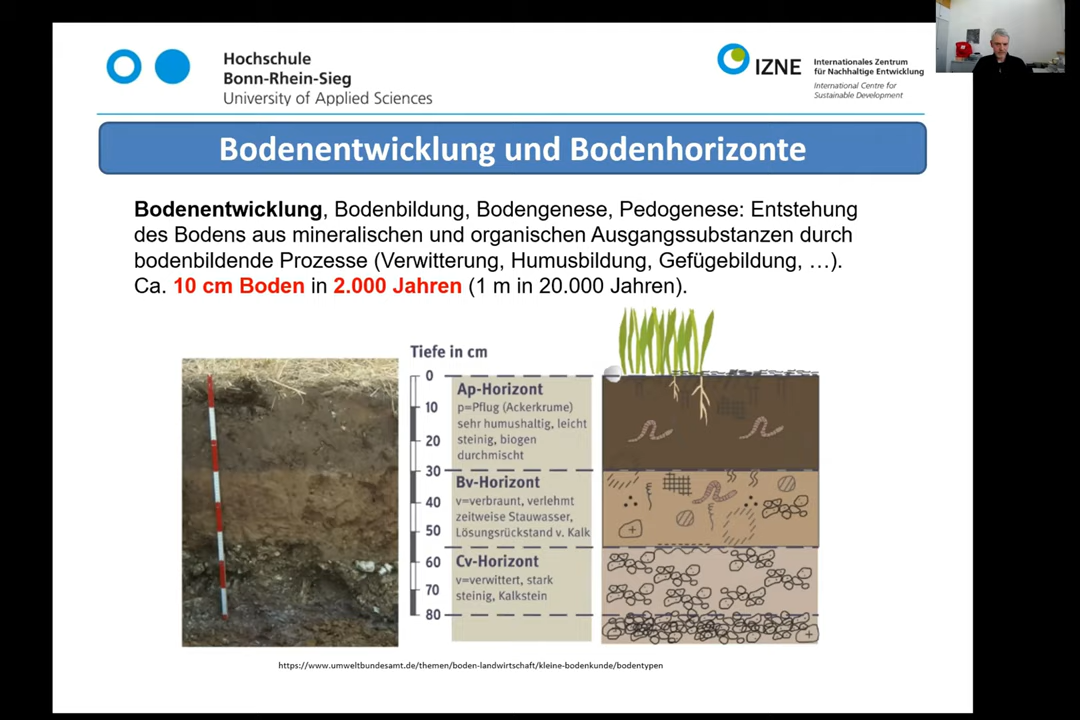 Hochschule
Bonn-Rhein-Sieg
University of Applied Sciences
IZNE
Internationales Zentrum
für Nachhaltige Entwicklung
International Centre for
Sustainable Development
Bodenentwicklung und Bodenhorizonte
Bodenentwicklung, Bodenbildung, Bodengenese, Pedogenese: Entstehung
des Bodens aus mineralischen und organischen Ausgangssubstanzen durch
bodenbildende Prozesse (Verwitterung, Humusbildung, Gefügebildung, …).
Ca. 10 cm Boden in 2.000 Jahren (1 m in 20.000 Jahren).
Tiefe in cm
0
10
20
30
40
50
60
70
80
Ap-Horizont
p=Pflug (Ackerkrume)
sehr humushaltig, leicht
steinig, biogen
durchmischt
Bv-Horizont
v=verbraunt, verlehmt
zeitweise Stauwasser,
Lösungsrückstand v. Kalk
Cv-Horizont
v=verwittert, stark
steinig, Kalkstein
https://www.umweltbundesamt.de/themen/boden-landwirtschaft/kleine-bodenkunde/bodentypen